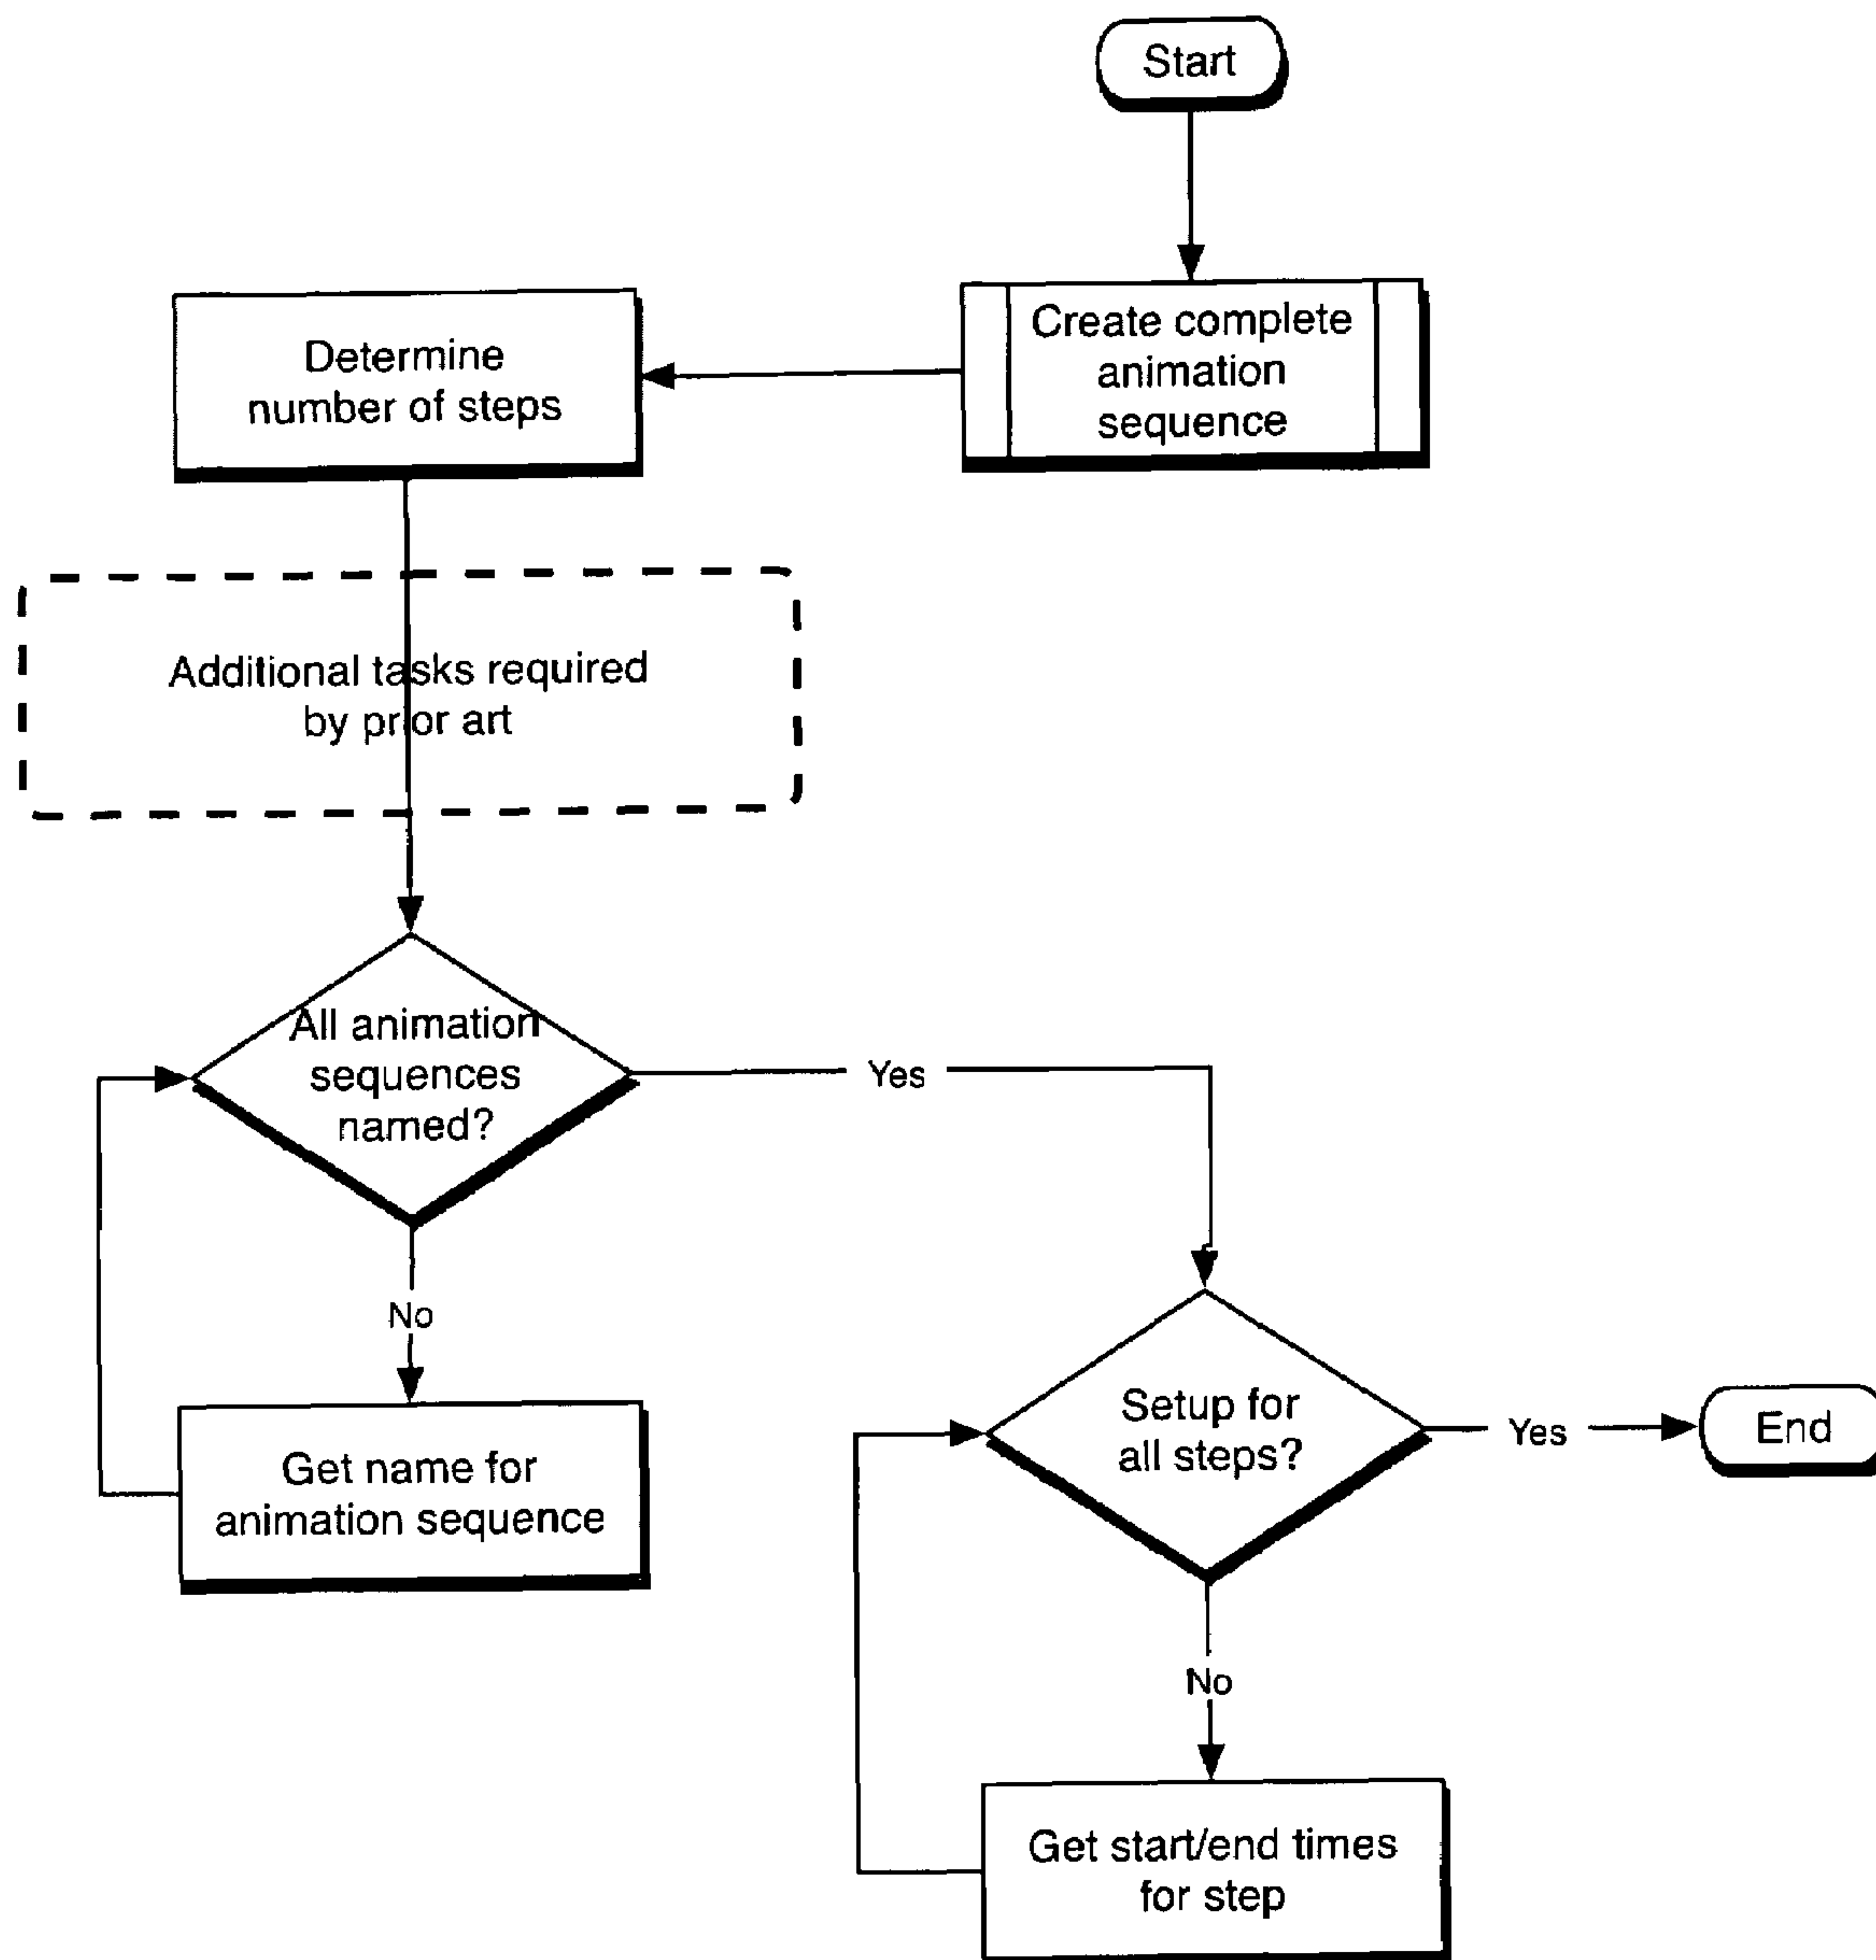 Start
Create complete
animation
sequence
Determine
number of steps
Additional tasks required
by prior art
All animation
sequences
named?
Yes
No
Get name for
animation sequence
Setup for
all steps?
Yes
End
No
Get start/end times
for step